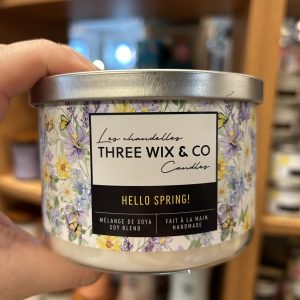 Les chandelles
THREE WIX & CO
Candles
HELLO SPRING!
MÉLANGE DE SOYA
SOY BLEND
FAIT À LA MAIN
HANDMADE